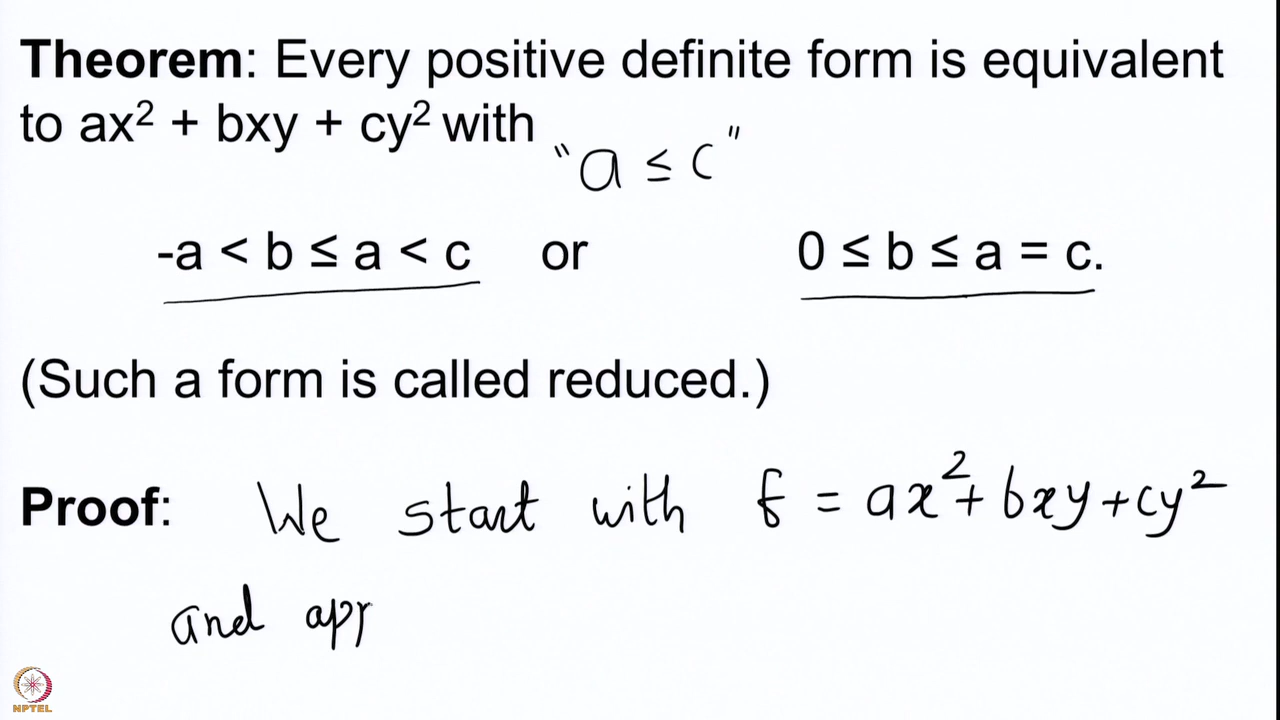 Theorem: Every positive definite form is equivalent
to ax² + bxy + cy² with
"a ≤ c"
-a < b ≤ a < c or 0 ≤ b ≤ a = c.
(Such a form is called reduced.)
Proof: We start with f = ax² + bxy + cy²
and app
NPTEL